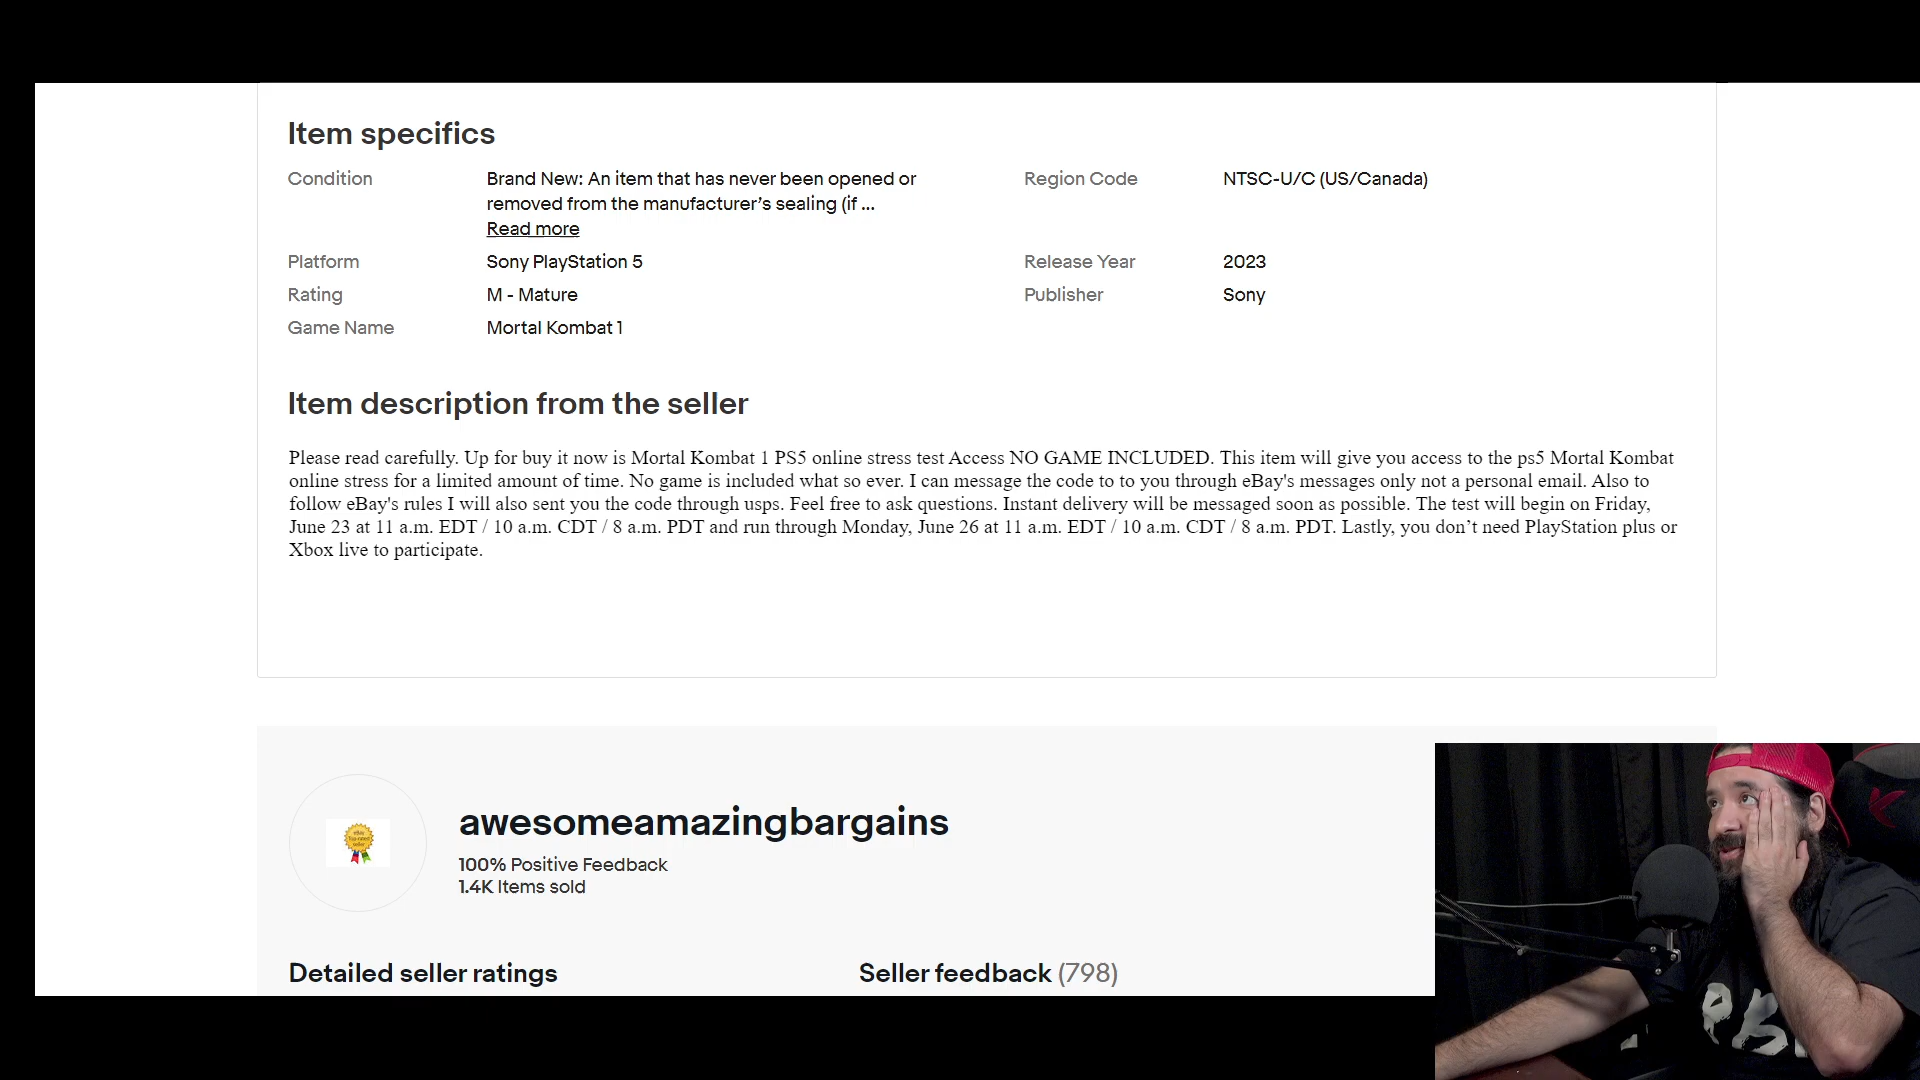 Item specifics
Condition
Brand New: An item that has never been opened or
removed from the manufacturer’s sealing (if ...
Read more
Region Code
NTSC-U/C (US/Canada)
Platform
Sony PlayStation 5
Release Year
2023
Rating
M - Mature
Publisher
Sony
Game Name
Mortal Kombat 1
Item description from the seller
Please read carefully. Up for buy it now is Mortal Kombat 1 PS5 online stress test Access NO GAME INCLUDED. This item will give you access to the ps5 Mortal Kombat
online stress for a limited amount of time. No game is included what so ever. I can message the code to to you through eBay's messages only not a personal email. Also to
follow eBay's rules I will also sent you the code through usps. Feel free to ask questions. Instant delivery will be messaged soon as possible. The test will begin on Friday,
June 23 at 11 a.m. EDT / 10 a.m. CDT / 8 a.m. PDT and run through Monday, June 26 at 11 a.m. EDT / 10 a.m. CDT / 8 a.m. PDT. Lastly, you don’t need PlayStation plus or
Xbox live to participate.
awesomeamazingbargains
100% Positive Feedback
1.4K Items sold
Detailed seller ratings
Seller feedback (798)